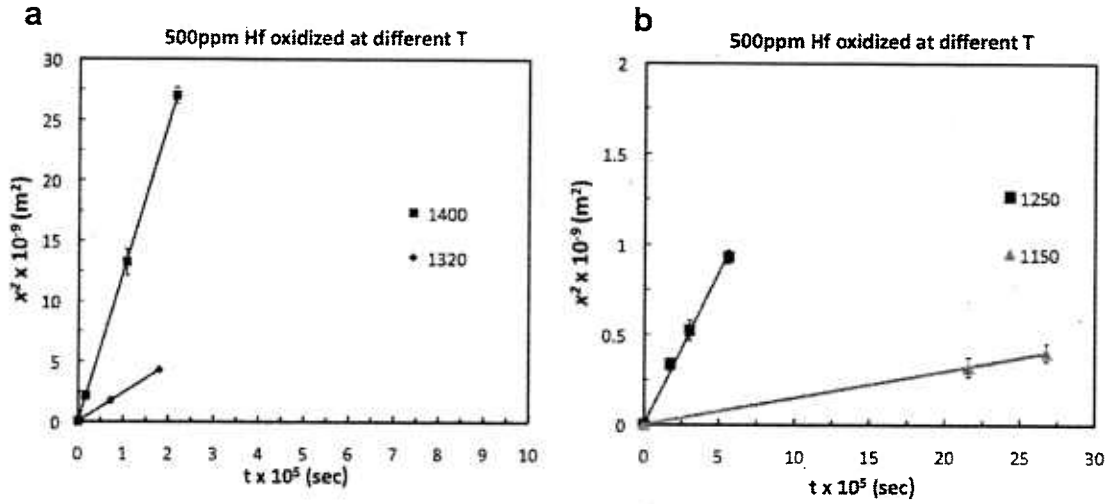 a
500ppm Hf oxidized at different T
30
25
20
15
10
5
0
x² x 10⁻⁹ (m²)
1400
1320
0 1 2 3 4 5 6 7 8 9 10
t x 10⁵ (sec)
b
500ppm Hf oxidized at different T
2
1.5
1
0.5
0
x² x 10⁻⁹ (m²)
1250
1150
0 5 10 15 20 25 30
t x 10⁵ (sec)